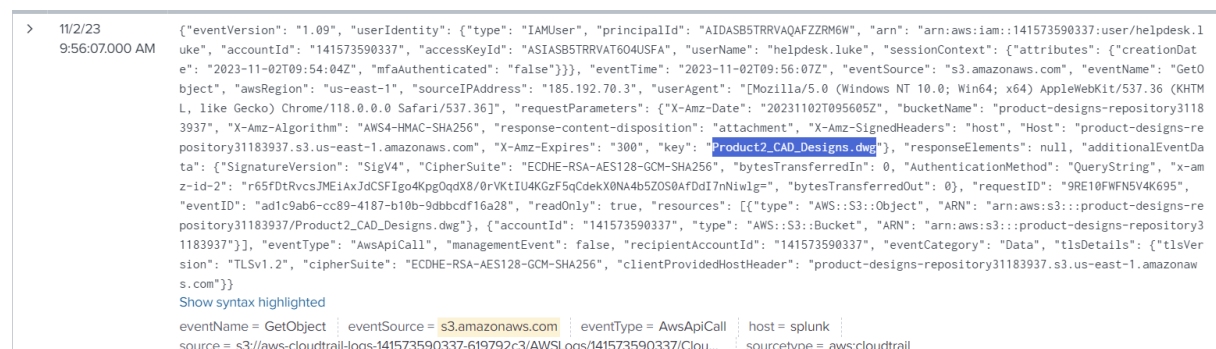 > 11/2/23 {"eventVersion": "1.09", "userIdentity": {"type": "IAMUser", "principalId": "AIDASB5TRRVAQAFZZRM6W", "arn": "arn:aws:iam::141573590337:user/helpdesk.l
9:56:07.000 AM uke", "accountId": "141573590337", "accessKeyId": "ASIASB5TRRVAT6O4USFA", "userName": "helpdesk.luke", "sessionContext": {"attributes": {"creationDat
e": "2023-11-02T09:54:04Z", "mfaAuthenticated": "false"}}}, "eventTime": "2023-11-02T09:56:07Z", "eventSource": "s3.amazonaws.com", "eventName": "GetO
bject", "awsRegion": "us-east-1", "sourceIPAddress": "185.192.70.3", "userAgent": "[Mozilla/5.0 (Windows NT 10.0; Win64; x64) AppleWebKit/537.36 (KHTM
L, like Gecko) Chrome/118.0.0.0 Safari/537.36]", "requestParameters": {"X-Amz-Date": "20231102T095605Z", "bucketName": "product-designs-repository3118
3937", "X-Amz-Algorithm": "AWS4-HMAC-SHA256", "response-content-disposition": "attachment", "X-Amz-SignedHeaders": "host", "Host": "product-designs-re
pository31183937.s3.us-east-1.amazonaws.com", "X-Amz-Expires": "300", "key": "Product2_CAD_Designs.dwg"}, "responseElements": null, "additionalEventDa
ta": {"SignatureVersion": "SigV4", "CipherSuite": "ECDHE-RSA-AES128-GCM-SHA256", "bytesTransferredIn": 0, "AuthenticationMethod": "QueryString", "x-am
z-id-2": "r65fDtRvcsJMEiAxJdCSFIgo4KpgOqdX8/0rVKtIU4KGzF5qCdekX0NA4b5ZOS0AfDdI7nNiwlg=", "bytesTransferredOut": 0}, "requestID": "9RE10FWFN5V4K695",
"eventID": "ad1c9ab6-cc89-4187-b10b-9dbbcdf16a28", "readOnly": true, "resources": [{"type": "AWS::S3::Object", "ARN": "arn:aws:s3:::product-designs-re
pository31183937/Product2_CAD_Designs.dwg"}, {"accountId": "141573590337", "type": "AWS::S3::Bucket", "ARN": "arn:aws:s3:::product-designs-repository3
1183937"}], "eventType": "AwsApiCall", "managementEvent": false, "recipientAccountId": "141573590337", "eventCategory": "Data", "tlsDetails": {"tlsVer
sion": "TLSv1.2", "cipherSuite": "ECDHE-RSA-AES128-GCM-SHA256", "clientProvidedHostHeader": "product-designs-repository31183937.s3.us-east-1.amazonaw
s.com"}}
Show syntax highlighted
eventName = GetObject eventSource = s3.amazonaws.com eventType = AwsApiCall host = splunk
source = s3://aws-cloudtrail-logs-141573590337-619792c3/AWSLogs/141573590337/Clou... sourcetype = aws:cloudtrail